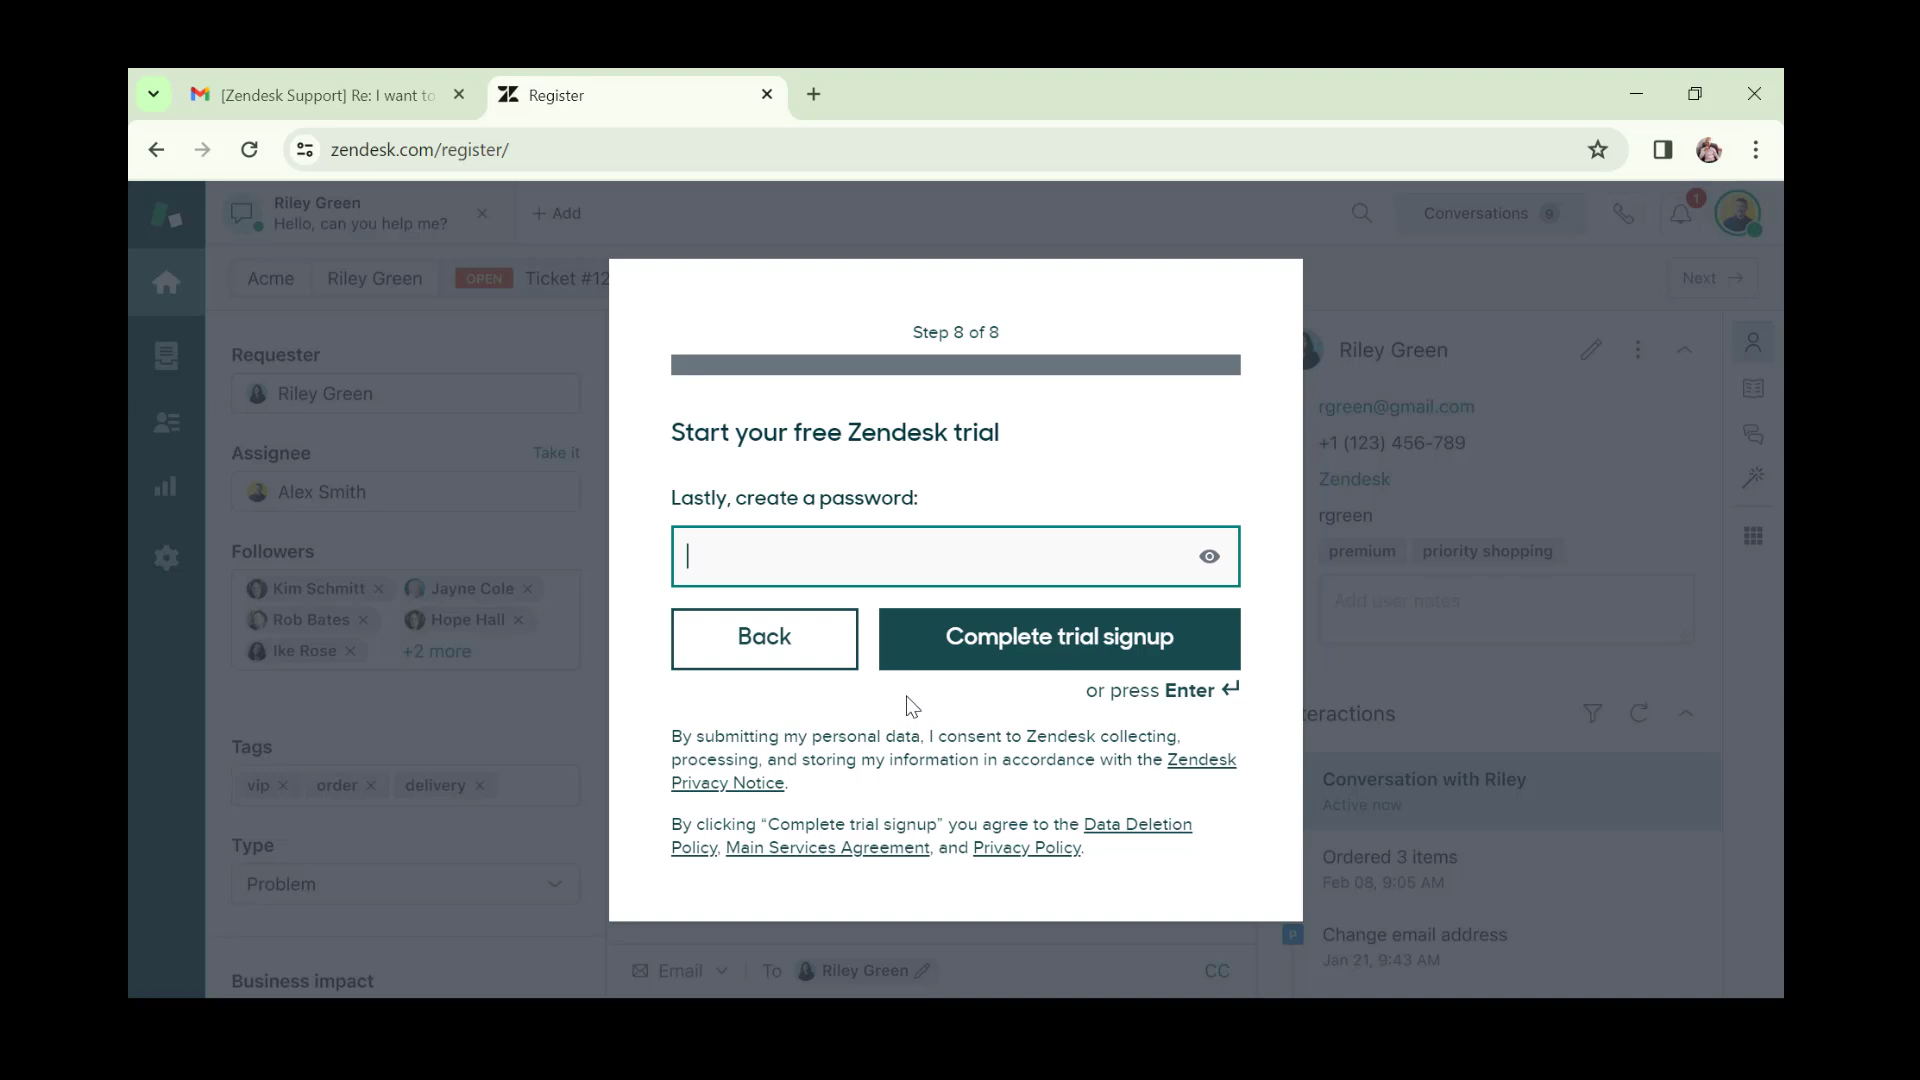 [Zendesk Support] Re: I want to
Register
zendesk.com/register/
Riley Green
Hello, can you help me?
+ Add
Conversations 9
1
Acme
Riley Green
OPEN
Ticket #12
Next →
Requester
Riley Green
Assignee
Take it
Alex Smith
Followers
Kim Schmitt
Jayne Cole
Rob Bates
Hope Hall
Ike Rose
+2 more
Tags
vip
order
delivery
Type
Problem
Business impact
Step 8 of 8
Start your free Zendesk trial
Lastly, create a password:
Back
Complete trial signup
or press Enter ↵
By submitting my personal data, I consent to Zendesk collecting,
processing, and storing my information in accordance with the Zendesk
Privacy Notice.
By clicking “Complete trial signup” you agree to the Data Deletion
Policy, Main Services Agreement, and Privacy Policy.
Email
To
Riley Green
CC
Riley Green
rgreen@gmail.com
+1 (123) 456-789
Zendesk
rgreen
premium
priority shopping
Add user notes
teractions
Conversation with Riley
Active now
Ordered 3 items
Feb 08, 9:05 AM
P
Change email address
Jan 21, 9:43 AM